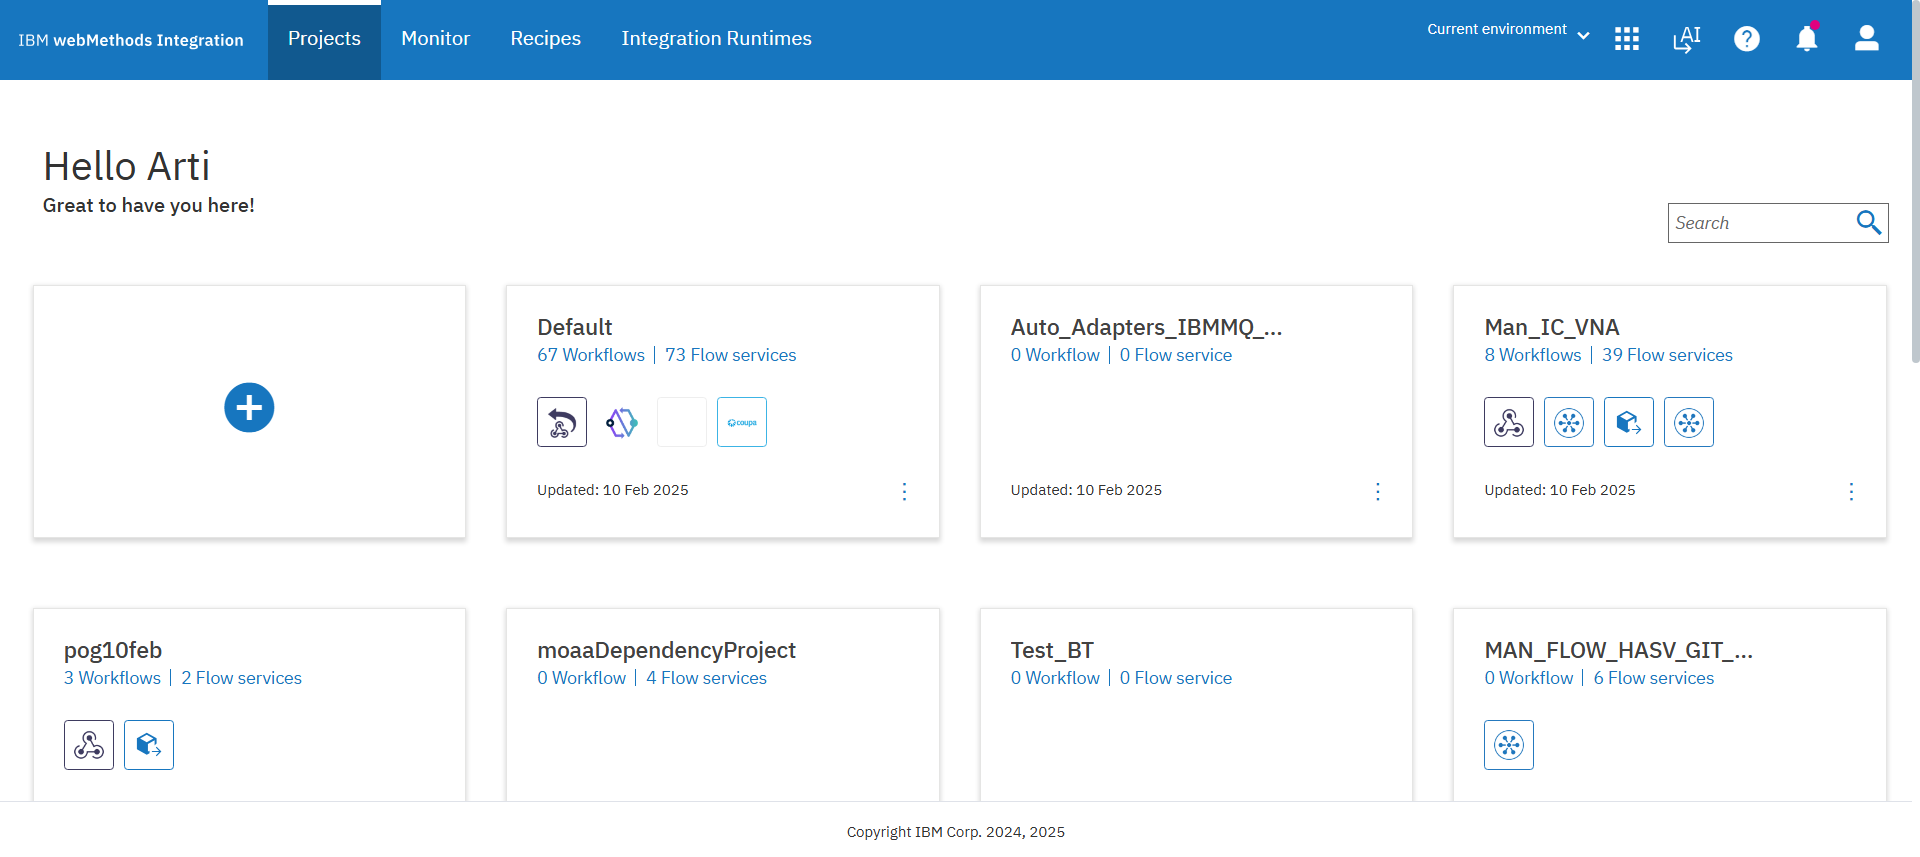 IBM webMethods Integration
Projects
Monitor
Recipes
Integration Runtimes
Current environment
AI
?
Hello Arti
Great to have you here!
Search
Default
67 Workflows | 73 Flow services
coupa
Updated: 10 Feb 2025
Auto_Adapters_IBMMQ_...
0 Workflow | 0 Flow service
Updated: 10 Feb 2025
Man_IC_VNA
8 Workflows | 39 Flow services
Updated: 10 Feb 2025
pog10feb
3 Workflows | 2 Flow services
moaaDependencyProject
0 Workflow | 4 Flow services
Test_BT
0 Workflow | 0 Flow service
MAN_FLOW_HASV_GIT_...
0 Workflow | 6 Flow services
Copyright IBM Corp. 2024, 2025